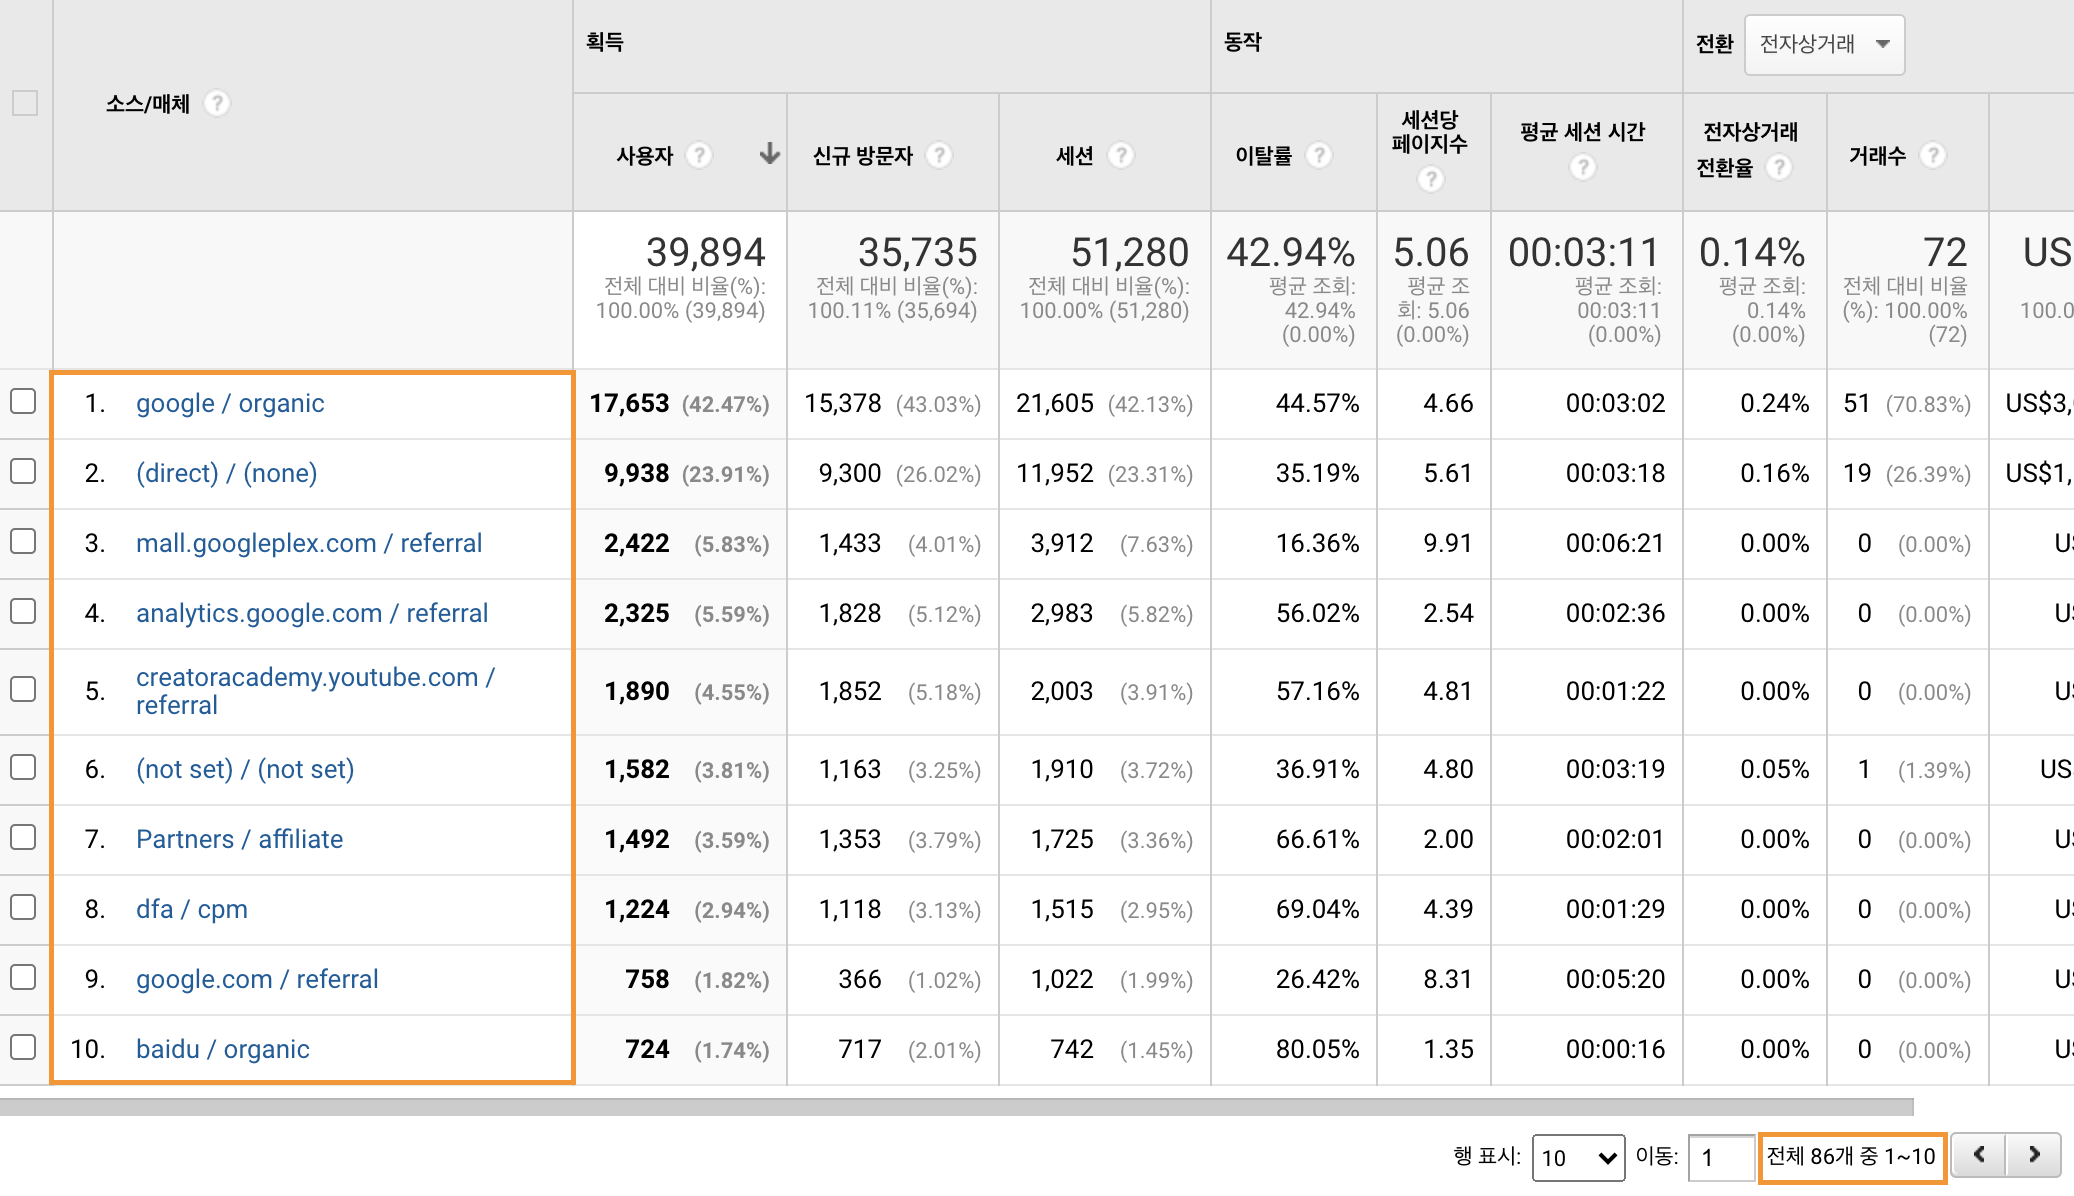 획득
동작
전환 전자상거래
소스/매체 ?
사용자 ?
신규 방문자 ?
세션 ?
이탈률 ?
세션당
페이지수
?
평균 세션 시간
?
전자상거래
전환율 ?
거래수 ?
39,894
전체 대비 비율(%):
100.00% (39,894)
35,735
전체 대비 비율(%):
100.11% (35,694)
51,280
전체 대비 비율(%):
100.00% (51,280)
42.94%
평균 조회:
42.94%
(0.00%)
5.06
평균 조
회: 5.06
(0.00%)
00:03:11
평균 조회:
00:03:11
(0.00%)
0.14%
평균 조회:
0.14%
(0.00%)
72
전체 대비 비율
(%): 100.00%
(72)
US
100.0
1. google / organic 17,653 (42.47%) 15,378 (43.03%) 21,605 (42.13%) 44.57% 4.66 00:03:02 0.24% 51 (70.83%) US$3,
2. (direct) / (none) 9,938 (23.91%) 9,300 (26.02%) 11,952 (23.31%) 35.19% 5.61 00:03:18 0.16% 19 (26.39%) US$1,
3. mall.googleplex.com / referral 2,422 (5.83%) 1,433 (4.01%) 3,912 (7.63%) 16.36% 9.91 00:06:21 0.00% 0 (0.00%) US
4. analytics.google.com / referral 2,325 (5.59%) 1,828 (5.12%) 2,983 (5.82%) 56.02% 2.54 00:02:36 0.00% 0 (0.00%) US
5. creatoracademy.youtube.com /
referral 1,890 (4.55%) 1,852 (5.18%) 2,003 (3.91%) 57.16% 4.81 00:01:22 0.00% 0 (0.00%) US
6. (not set) / (not set) 1,582 (3.81%) 1,163 (3.25%) 1,910 (3.72%) 36.91% 4.80 00:03:19 0.05% 1 (1.39%) US
7. Partners / affiliate 1,492 (3.59%) 1,353 (3.79%) 1,725 (3.36%) 66.61% 2.00 00:02:01 0.00% 0 (0.00%) US
8. dfa / cpm 1,224 (2.94%) 1,118 (3.13%) 1,515 (2.95%) 69.04% 4.39 00:01:29 0.00% 0 (0.00%) US
9. google.com / referral 758 (1.82%) 366 (1.02%) 1,022 (1.99%) 26.42% 8.31 00:05:20 0.00% 0 (0.00%) US
10. baidu / organic 724 (1.74%) 717 (2.01%) 742 (1.45%) 80.05% 1.35 00:00:16 0.00% 0 (0.00%) US
행 표시: 10 이동: 1 전체 86개 중 1~10